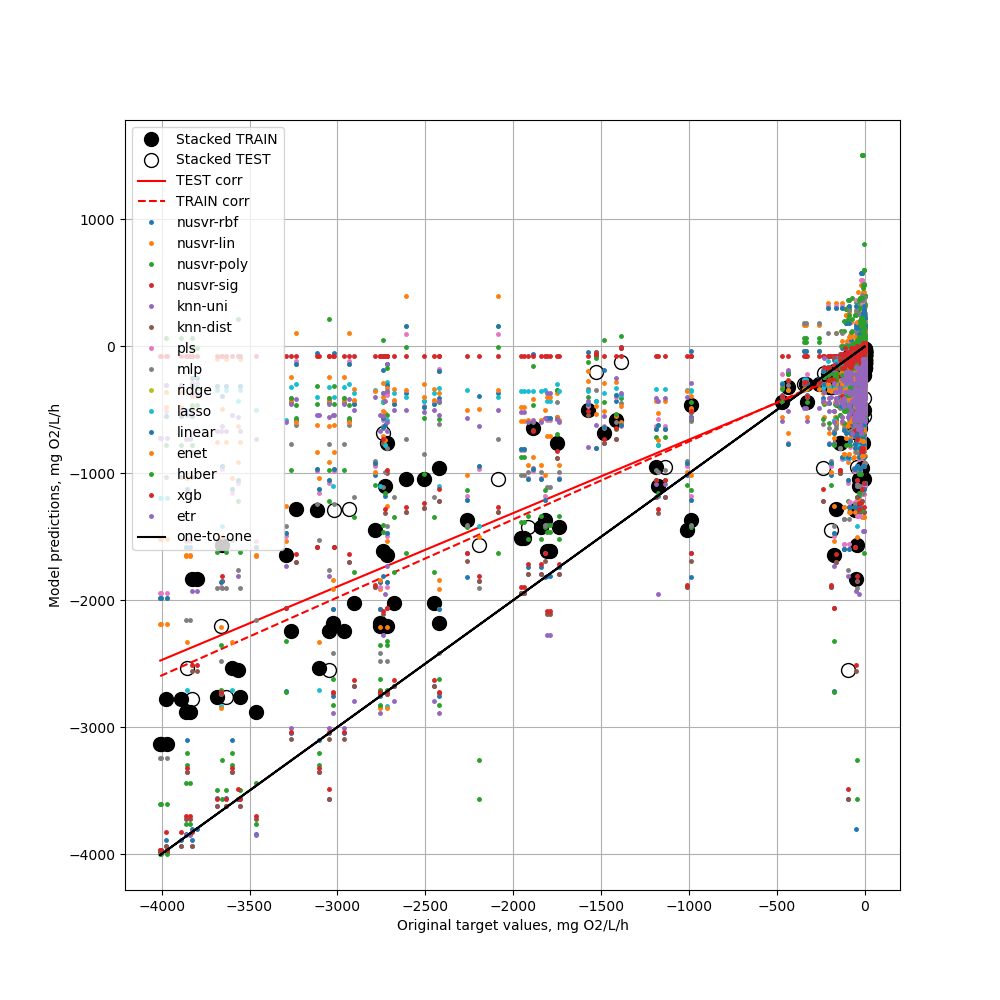 Stacked TRAIN
Stacked TEST
TEST corr
TRAIN corr
nusvr-rbf
nusvr-lin
nusvr-poly
nusvr-sig
knn-uni
knn-dist
pls
mlp
ridge
lasso
linear
enet
huber
xgb
etr
one-to-one
1000
0
−1000
−2000
−3000
−4000
Model predictions, mg O2/L/h
−4000 −3500 −3000 −2500 −2000 −1500 −1000 −500 0
Original target values, mg O2/L/h